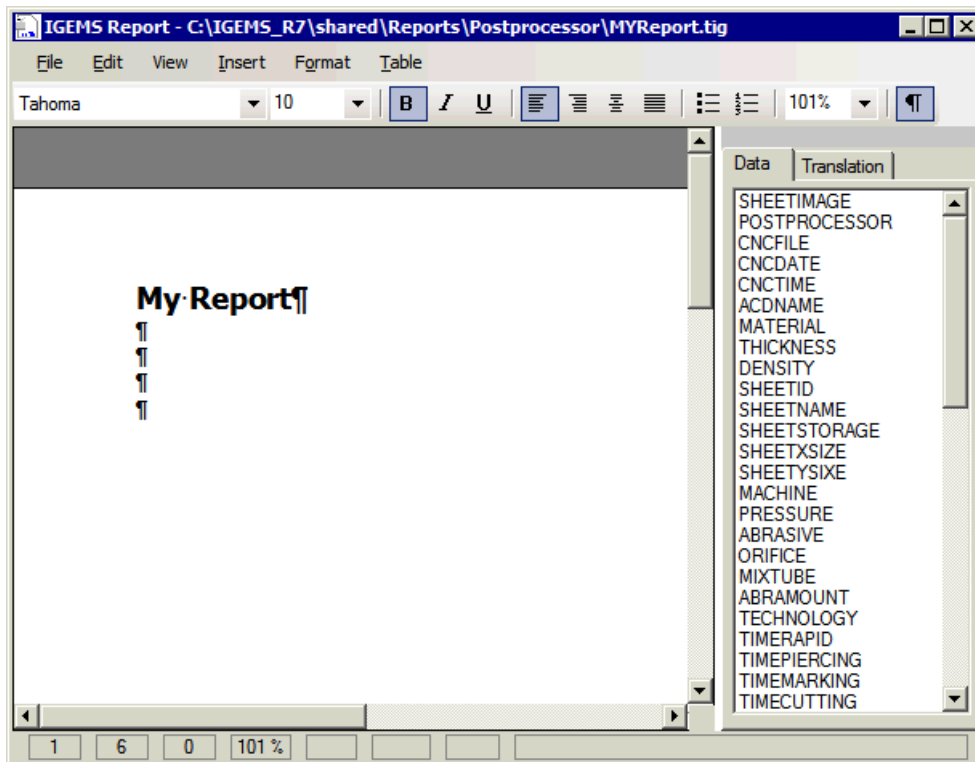 IGEMS Report - C:\IGEMS_R7\shared\Reports\Postprocessor\MYReport.tig
File Edit View Insert Format Table
Tahoma 10 B I U 101% ¶
Data Translation
My·Report¶
¶
¶
¶
¶
SHEETIMAGE
POSTPROCESSOR
CNCFILE
CNCDATE
CNCTIME
ACDNAME
MATERIAL
THICKNESS
DENSITY
SHEETID
SHEETNAME
SHEETSTORAGE
SHEETXSIZE
SHEETYSIXE
MACHINE
PRESSURE
ABRASIVE
ORIFICE
MIXTUBE
ABRAMOUNT
TECHNOLOGY
TIMERAPID
TIMEPIERCING
TIMEMARKING
TIMECUTTING
1 6 0 101 %